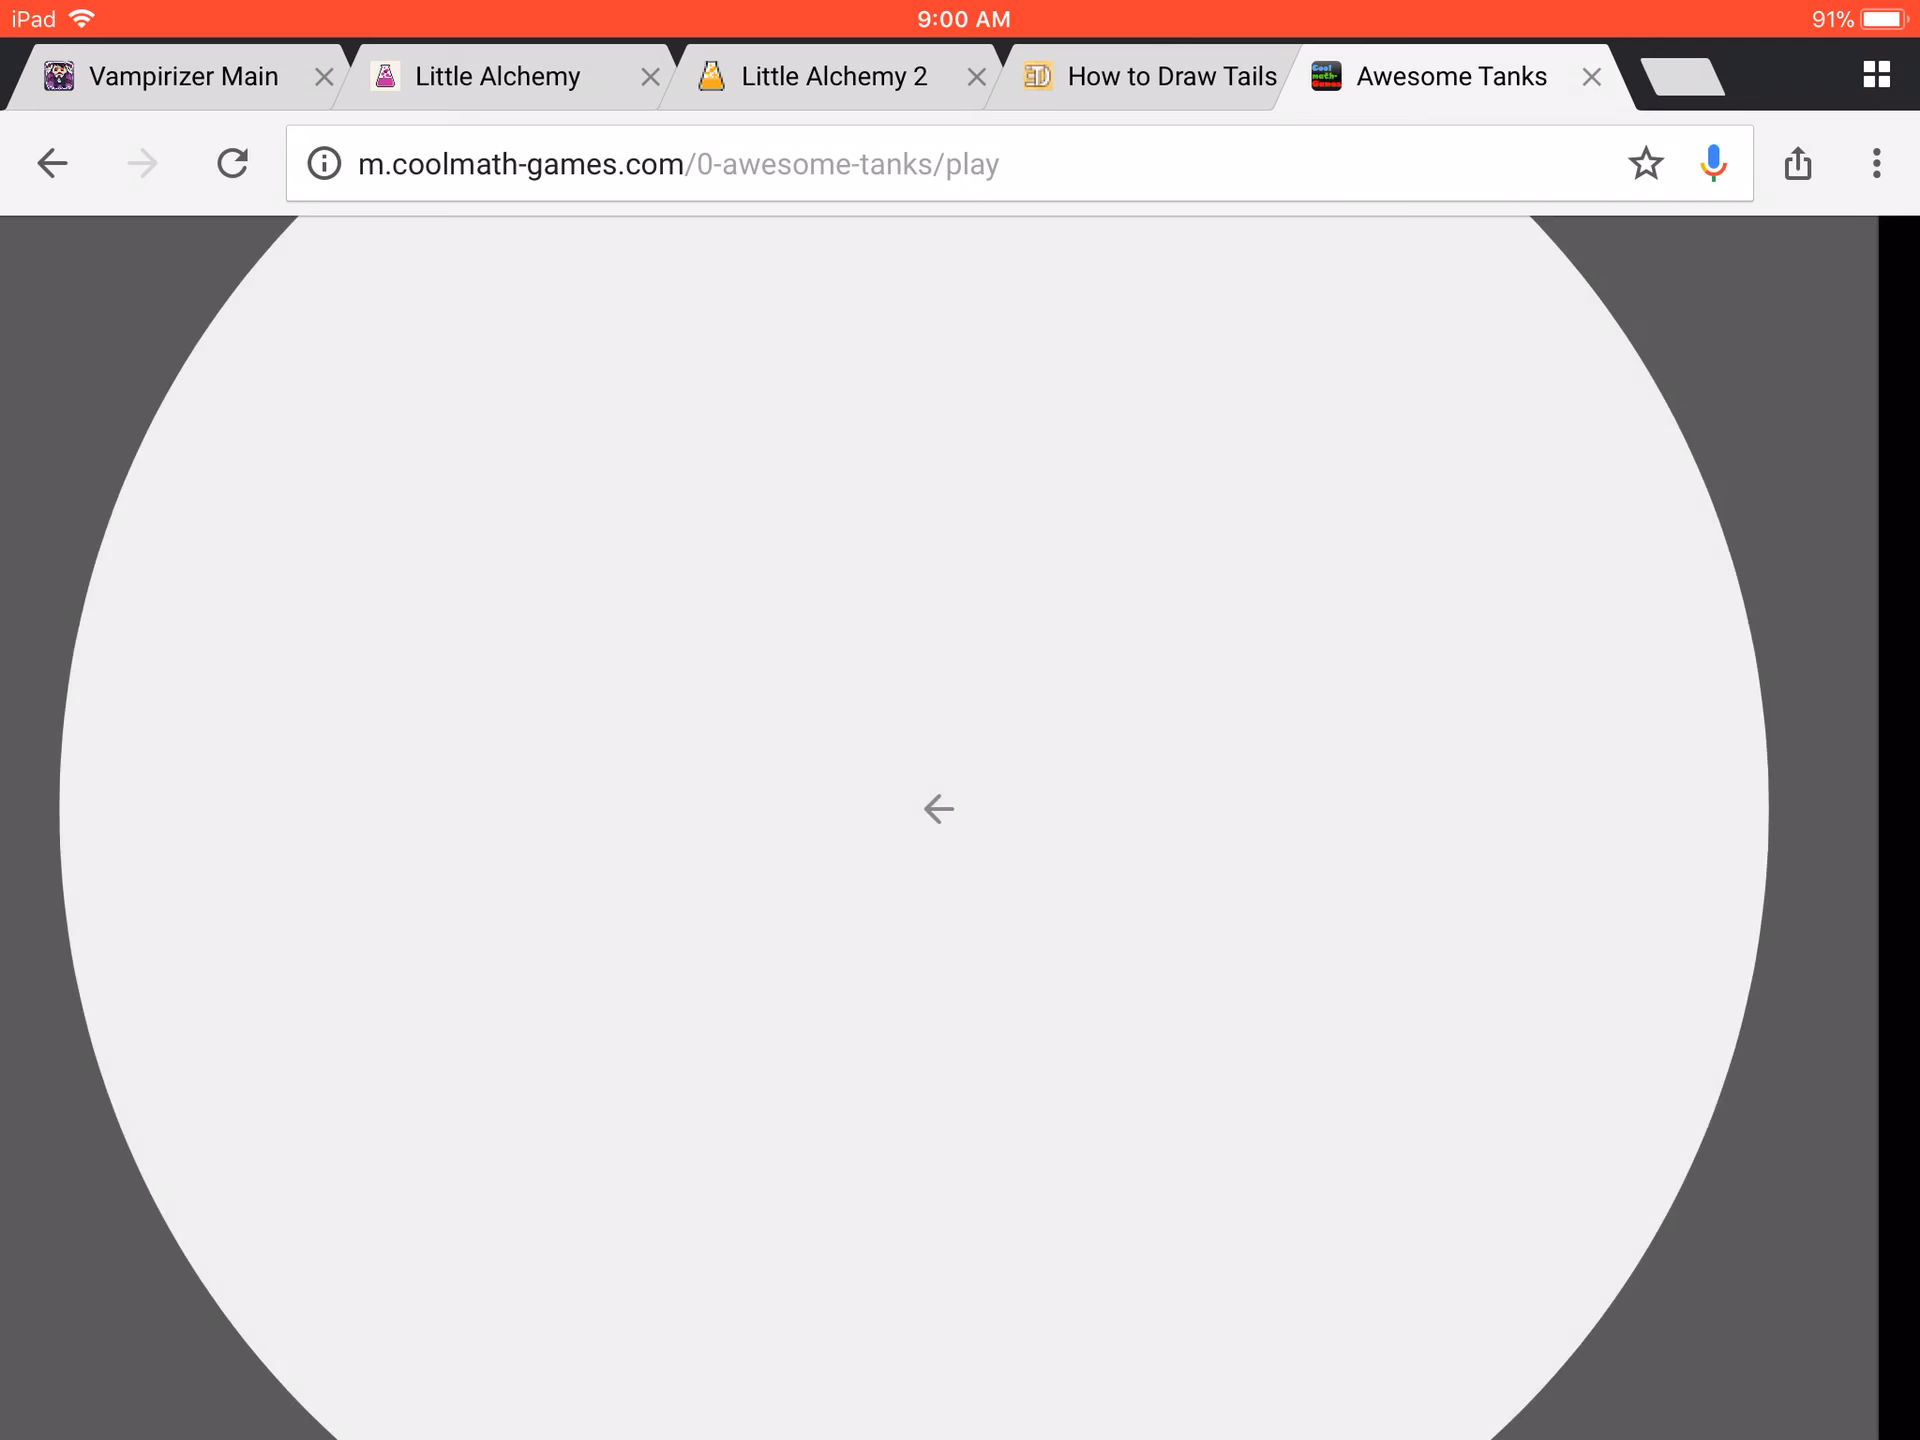 iPad 9:00 AM 91%
Vampirizer Main Little Alchemy Little Alchemy 2 How to Draw Tails Awesome Tanks
m.coolmath-games.com/0-awesome-tanks/play